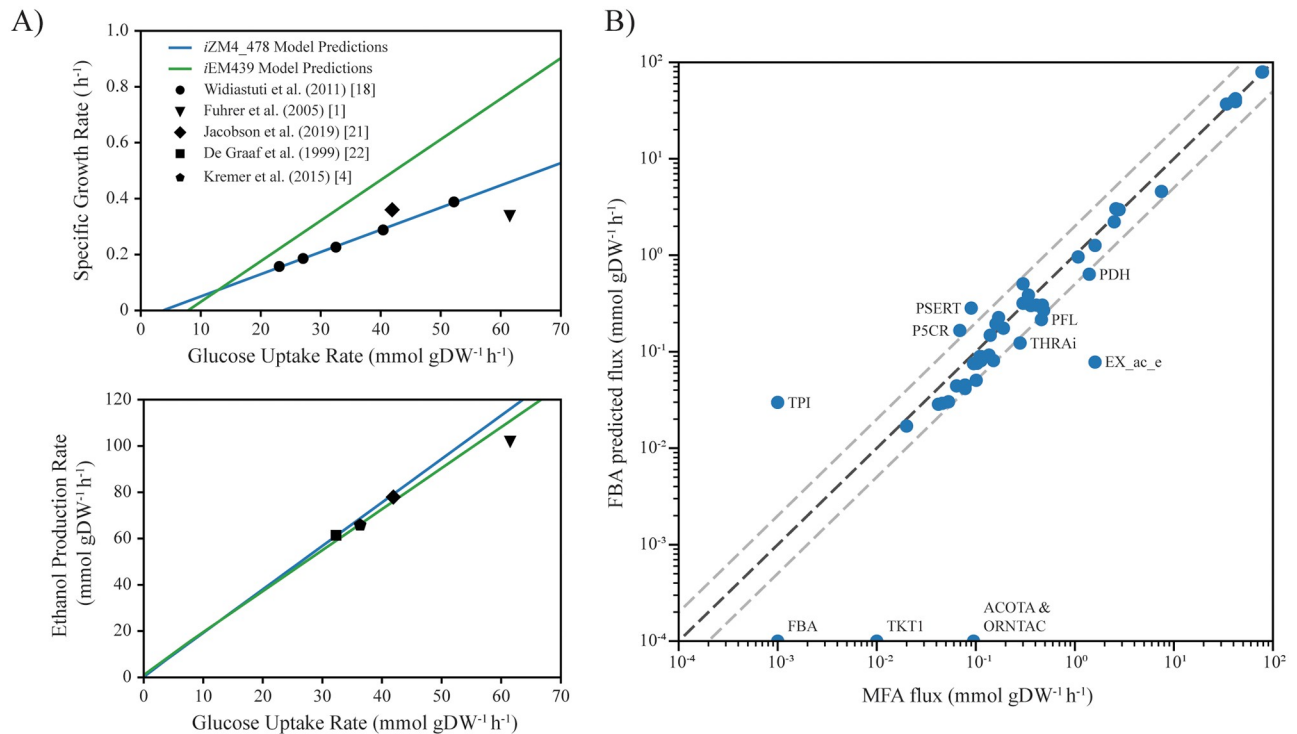 A)
1.0
0.8
0.6
0.4
0.2
0
Specific Growth Rate ( h⁻¹)
iZM4_478 Model Predictions
iEM439 Model Predictions
Widiastuti et al. (2011) [18]
Fuhrer et al. (2005) [1]
Jacobson et al. (2019) [21]
De Graaf et al. (1999) [22]
Kremer et al. (2015) [4]
0 10 20 30 40 50 60 70
Glucose Uptake Rate (mmol gDW⁻¹ h⁻¹)
120
100
80
60
40
20
0
Ethanol Production Rate
(mmol gDW⁻¹ h⁻¹)
0 10 20 30 40 50 60 70
Glucose Uptake Rate (mmol gDW⁻¹ h⁻¹)
B)
10²
10¹
10⁰
10⁻¹
10⁻²
10⁻³
10⁻⁴
FBA predicted flux (mmol gDW⁻¹ h⁻¹)
PDH
PSERT
PFL
P5CR
THRAi
EX_ac_e
TPI
ACOTA &
ORNTAC
FBA
TKT1
10⁻⁴ 10⁻³ 10⁻² 10⁻¹ 10⁰ 10¹ 10²
MFA flux (mmol gDW⁻¹ h⁻¹)